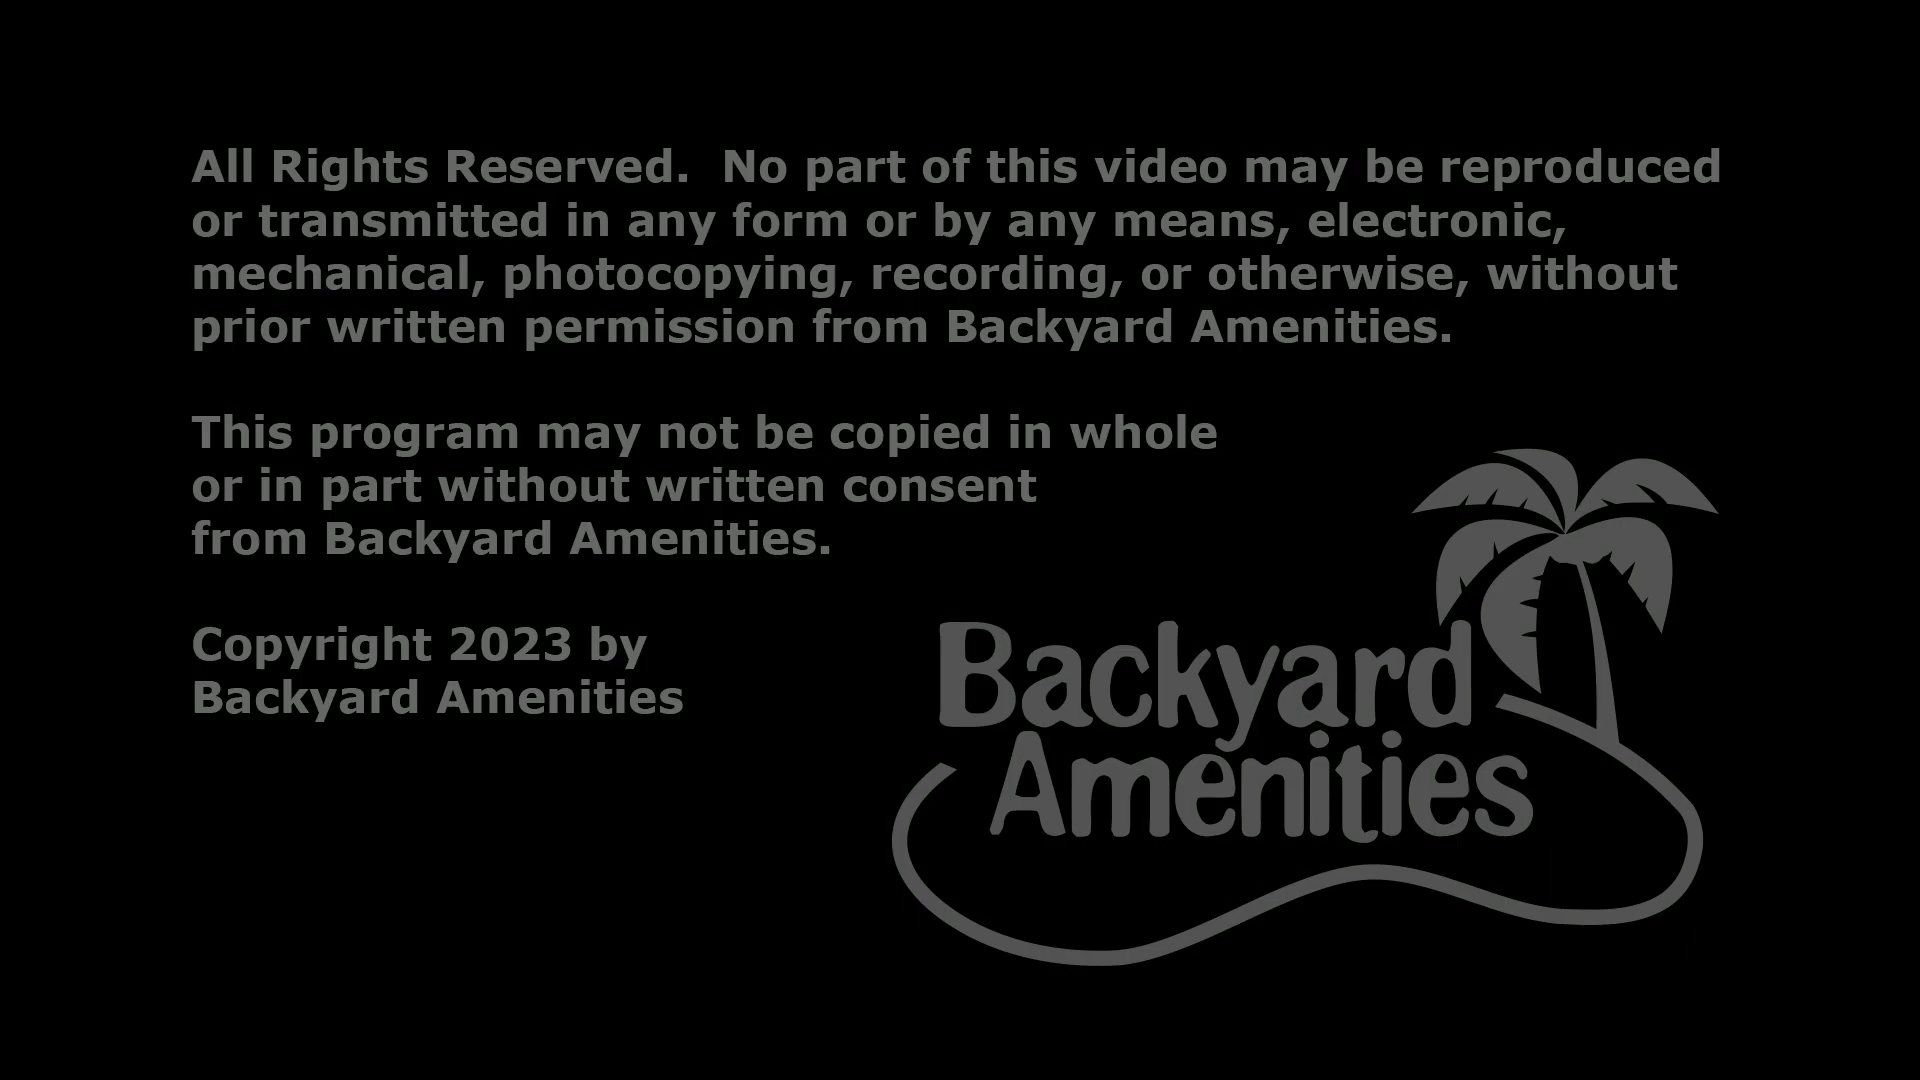 All Rights Reserved.  No part of this video may be reproduced
or transmitted in any form or by any means, electronic,
mechanical, photocopying, recording, or otherwise, without
prior written permission from Backyard Amenities.
This program may not be copied in whole
or in part without written consent
from Backyard Amenities.
Copyright 2023 by
Backyard Amenities
Backyard
Amenities